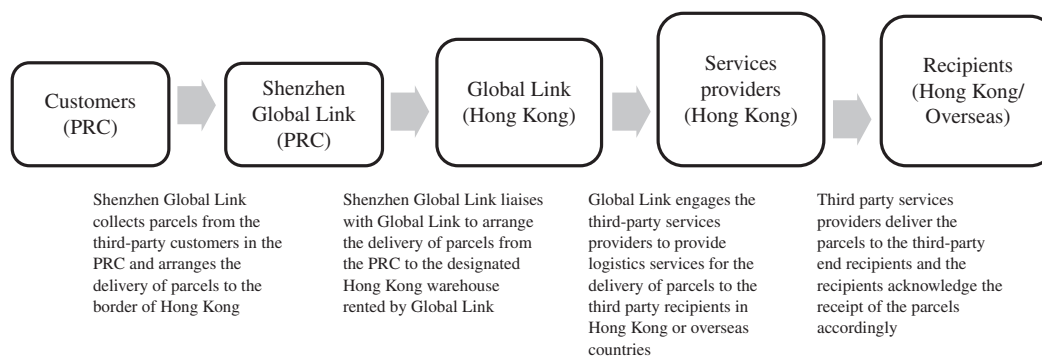 Customers
(PRC)
Shenzhen
Global Link
(PRC)
Global Link
(Hong Kong)
Services
providers
(Hong Kong)
Recipients
(Hong Kong/
Overseas)
Shenzhen Global Link
collects parcels from the
third-party customers in the
PRC and arranges the
delivery of parcels to the
border of Hong Kong
Shenzhen Global Link liaises
with Global Link to arrange
the delivery of parcels from
the PRC to the designated
Hong Kong warehouse
rented by Global Link
Global Link engages the
third-party services
providers to provide
logistics services for the
delivery of parcels to the
third party recipients in
Hong Kong or overseas
countries
Third party services
providers deliver the
parcels to the third-party
end recipients and the
recipients acknowledge the
receipt of the parcels
accordingly